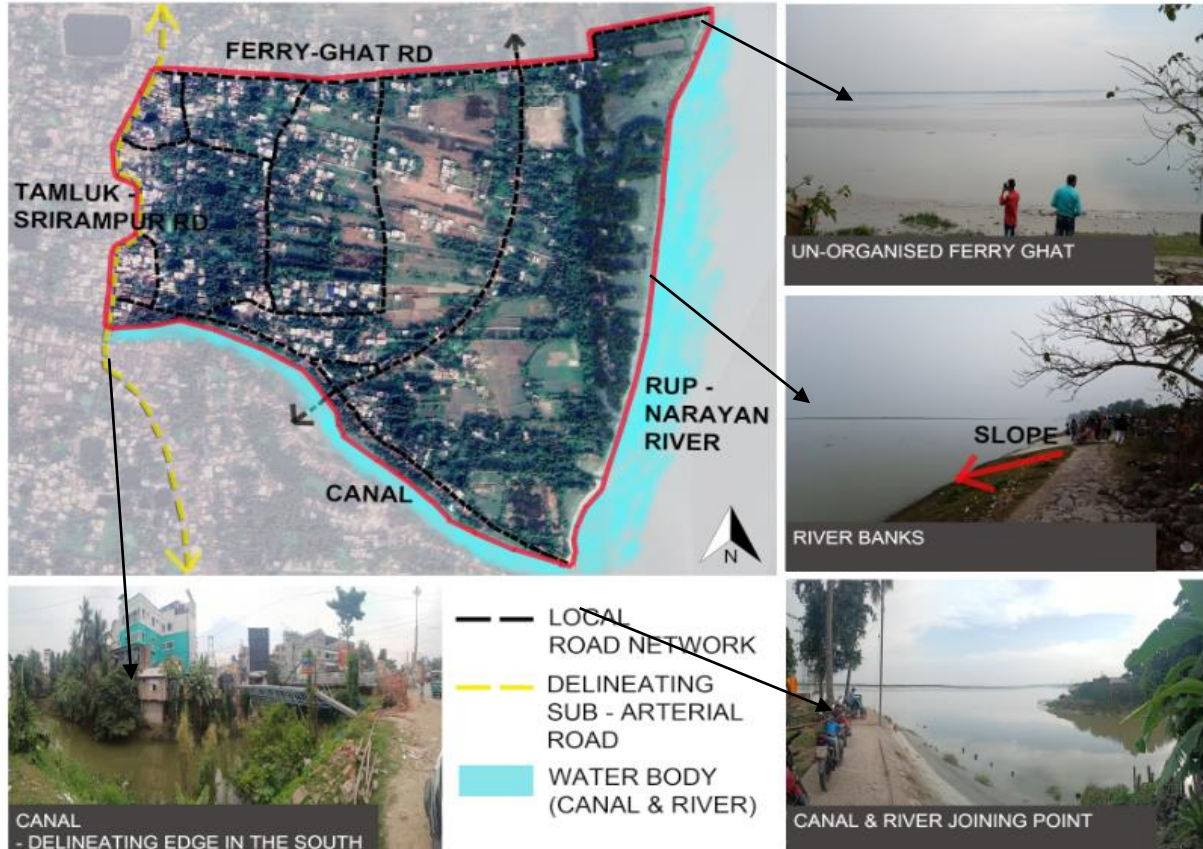 FERRY-GHAT RD
TAMLUK -
SRIRAMPUR RD
RUP -
NARAYAN
RIVER
CANAL
N
UN-ORGANISED FERRY GHAT
SLOPE
RIVER BANKS
CANAL
- DELINEATING EDGE IN THE SOUTH
LOCAL
ROAD NETWORK
DELINEATING
SUB - ARTERIAL
ROAD
WATER BODY
(CANAL & RIVER)
CANAL & RIVER JOINING POINT